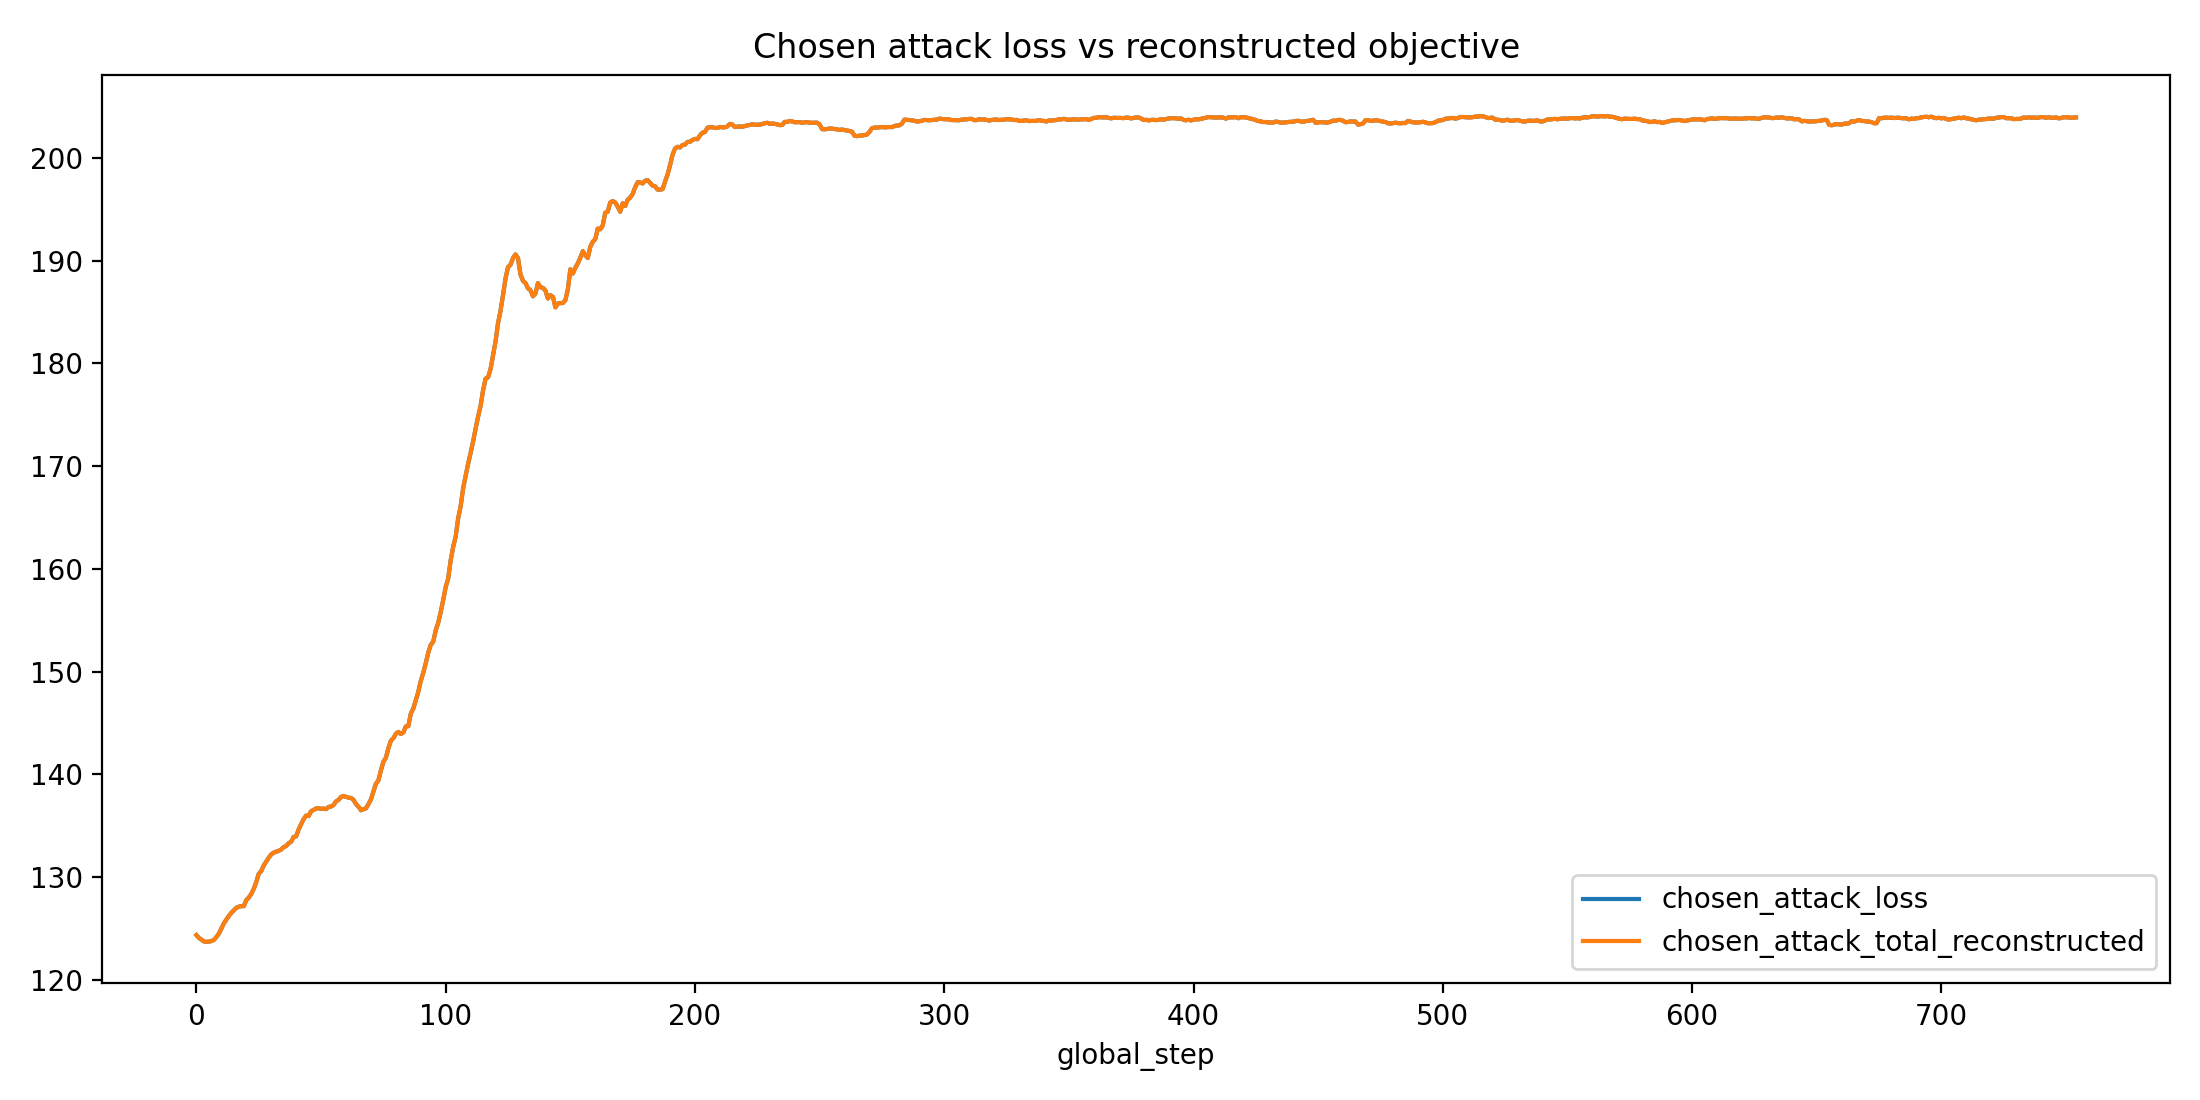 Chosen attack loss vs reconstructed objective
200
190
180
170
160
150
140
130
120
chosen_attack_loss
chosen_attack_total_reconstructed
0 100 200 300 400 500 600 700
global_step